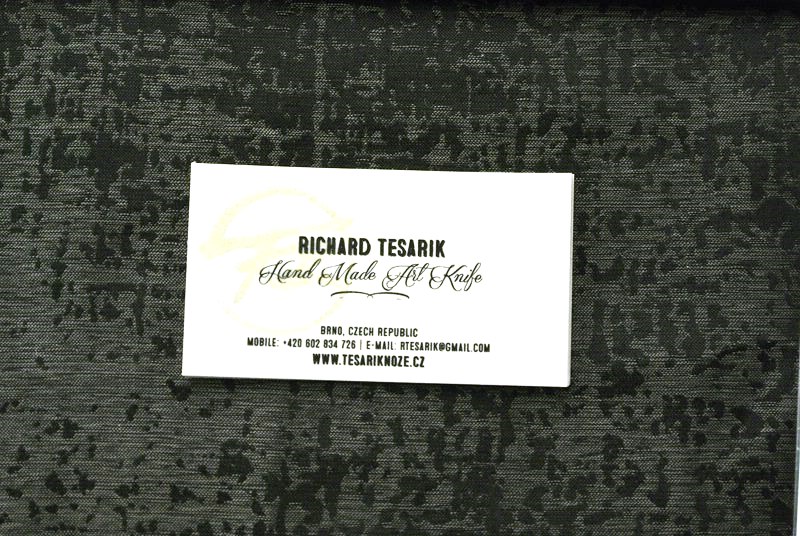 RICHARD TESARIK
Hand Made Art Knife
BRNO, CZECH REPUBLIC
MOBILE: +420 602 834 726 | E-MAIL: RTESARIK@GMAIL.COM
WWW.TESARIKNOZE.CZ